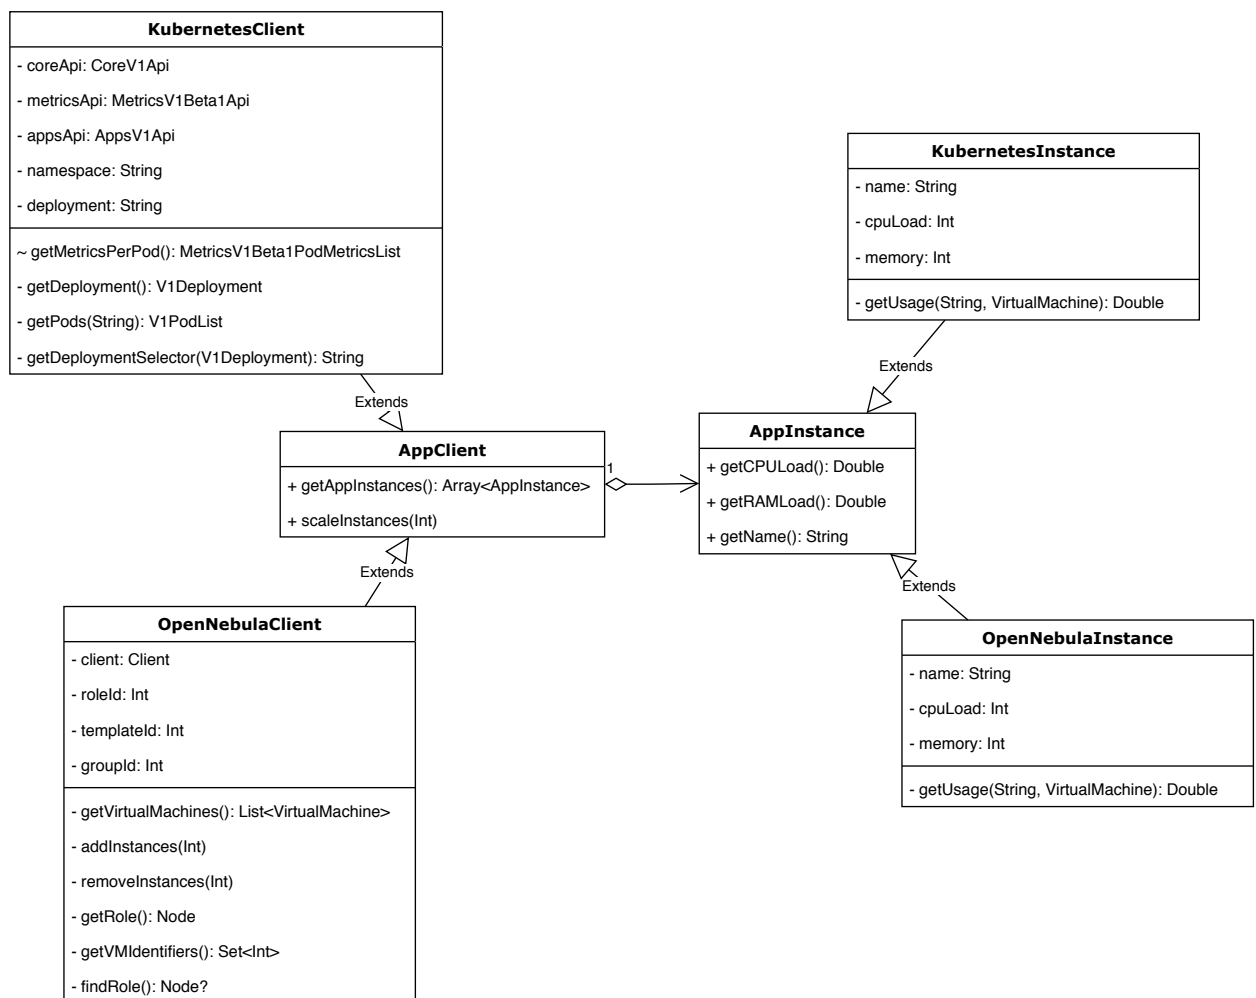 KubernetesClient
- coreApi: CoreV1Api
- metricsApi: MetricsV1Beta1Api
- appsApi: AppsV1Api
- namespace: String
- deployment: String
~ getMetricsPerPod(): MetricsV1Beta1PodMetricsList
- getDeployment(): V1Deployment
- getPods(String): V1PodList
- getDeploymentSelector(V1Deployment): String
KubernetesInstance
- name: String
- cpuLoad: Int
- memory: Int
- getUsage(String, VirtualMachine): Double
Extends
Extends
AppClient
+ getAppInstances(): Array<AppInstance>
+ scaleInstances(Int)
1
AppInstance
+ getCPULoad(): Double
+ getRAMLoad(): Double
+ getName(): String
Extends
Extends
OpenNebulaClient
- client: Client
- roleId: Int
- templateId: Int
- groupId: Int
- getVirtualMachines(): List<VirtualMachine>
- addInstances(Int)
- removeInstances(Int)
- getRole(): Node
- getVMIdentifiers(): Set<Int>
- findRole(): Node?
OpenNebulaInstance
- name: String
- cpuLoad: Int
- memory: Int
- getUsage(String, VirtualMachine): Double